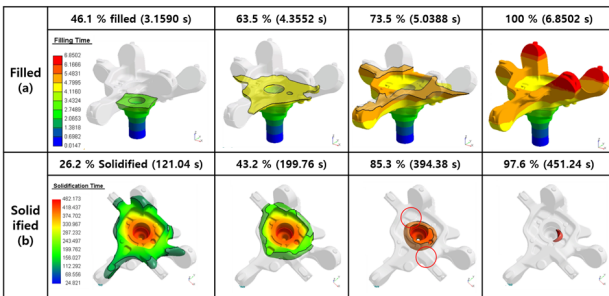 46.1 % filled (3.1590 s)
63.5 % (4.3552 s)
73.5 % (5.0388 s)
100 % (6.8502 s)
Filled
(a)
Filling Time
6.8502
6.1666
5.4831
4.7995
4.1160
3.4324
2.7489
2.0653
1.3818
0.6982
0.0147
26.2 % Solidified (121.04 s)
43.2 % (199.76 s)
85.3 % (394.38 s)
97.6 % (451.24 s)
Solid
ified
(b)
Solidification Time
462.173
418.437
374.702
330.967
287.232
243.497
199.762
156.027
112.292
68.556
24.821